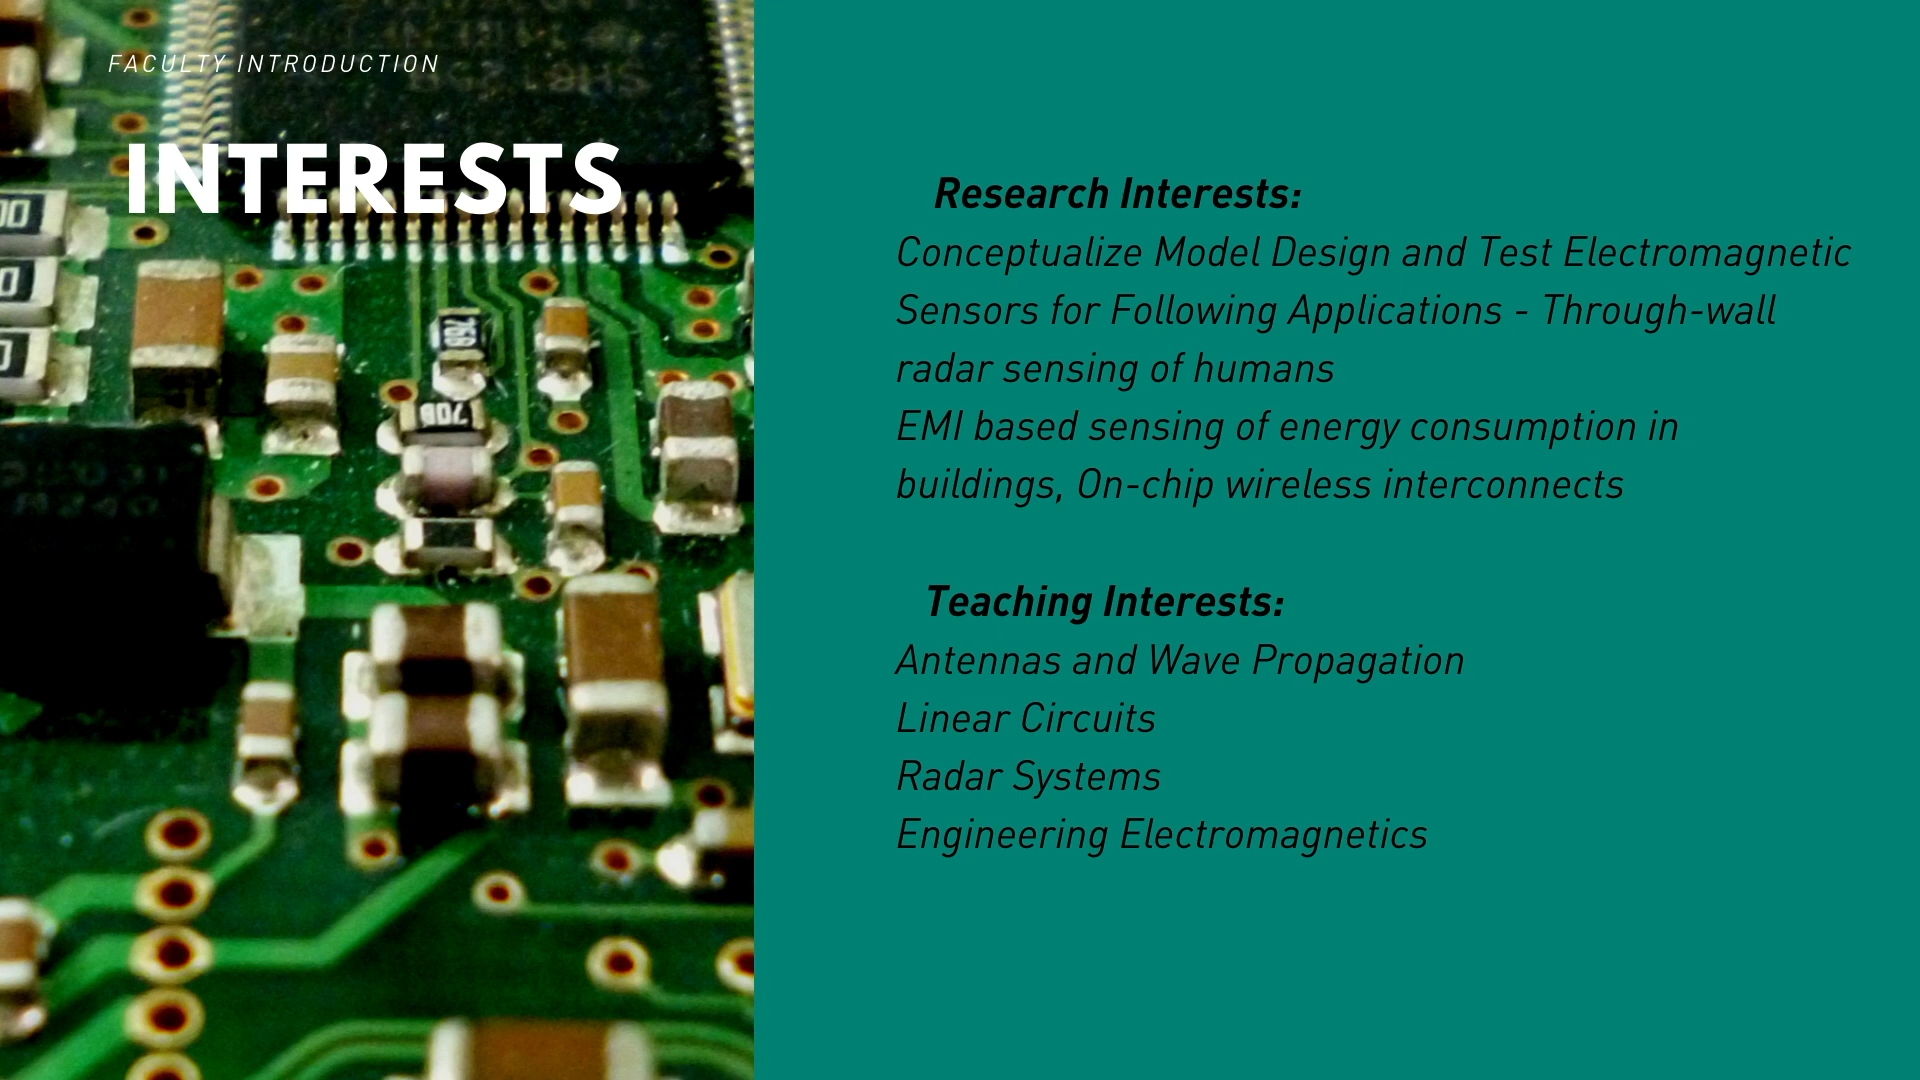 FACULTY INTRODUCTION
INTERESTS
Research Interests:
Conceptualize Model Design and Test Electromagnetic
Sensors for Following Applications - Through-wall
radar sensing of humans
EMI based sensing of energy consumption in
buildings, On-chip wireless interconnects
Teaching Interests:
Antennas and Wave Propagation
Linear Circuits
Radar Systems
Engineering Electromagnetics